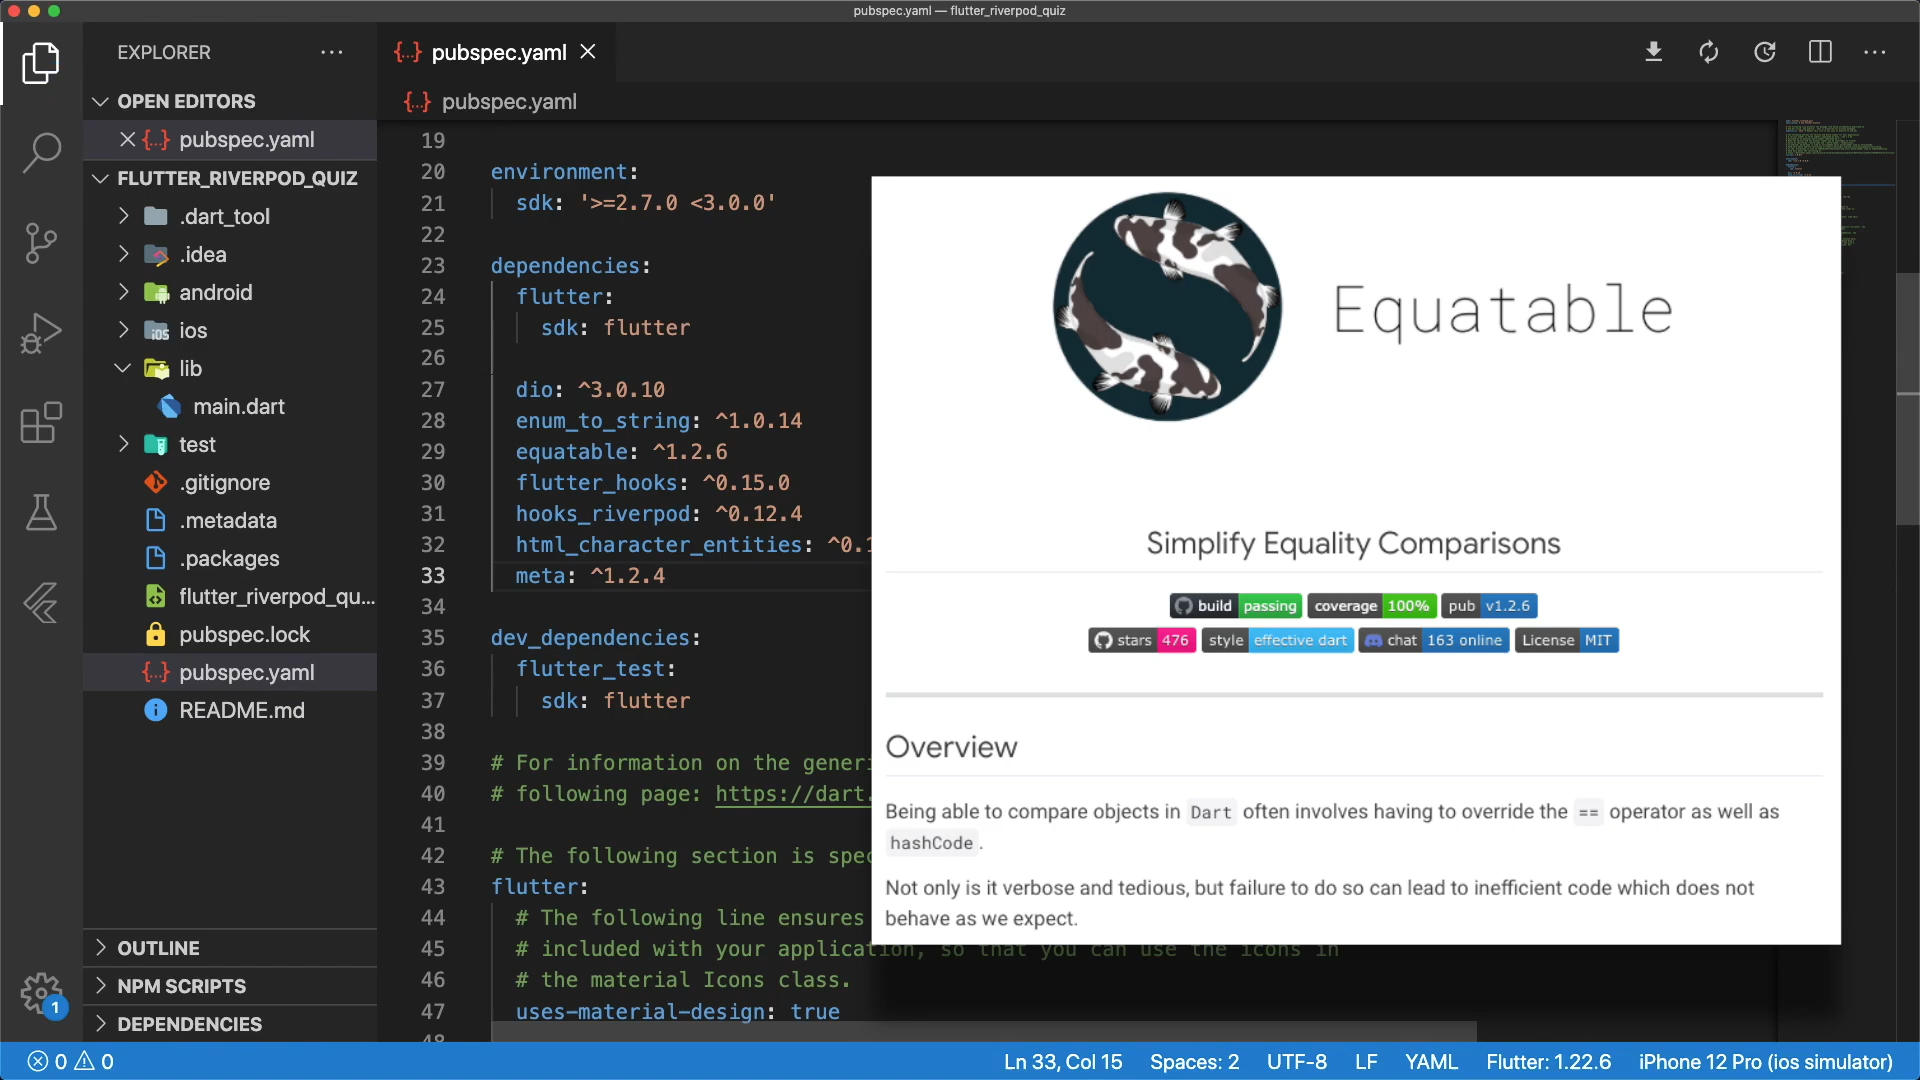 pubspec.yaml — flutter_riverpod_quiz
EXPLORER
pubspec.yaml
OPEN EDITORS
pubspec.yaml
pubspec.yaml
FLUTTER_RIVERPOD_QUIZ
.dart_tool
.idea
android
ios
lib
main.dart
test
.gitignore
.metadata
.packages
flutter_riverpod_qu...
pubspec.lock
pubspec.yaml
README.md
OUTLINE
NPM SCRIPTS
DEPENDENCIES
1
19
20 environment:
21 sdk: '>=2.7.0 <3.0.0'
22
23 dependencies:
24 flutter:
25 sdk: flutter
26
27 dio: ^3.0.10
28 enum_to_string: ^1.0.14
29 equatable: ^1.2.6
30 flutter_hooks: ^0.15.0
31 hooks_riverpod: ^0.12.4
32 html_character_entities: ^0.1
33 meta: ^1.2.4
34
35 dev_dependencies:
36 flutter_test:
37 sdk: flutter
38
39 # For information on the generi
40 # following page: https://dart.
41
42 # The following section is spec
43 flutter:
44 # The following line ensures
45 # included with your application, so that you can use the icons in
46 # the material Icons class.
47 uses-material-design: true
48
Equatable
Simplify Equality Comparisons
build passing coverage 100% pub v1.2.6
stars 476 style effective dart chat 163 online License MIT
Overview
Being able to compare objects in Dart often involves having to override the == operator as well as
hashCode .
Not only is it verbose and tedious, but failure to do so can lead to inefficient code which does not
behave as we expect.
0 0
Ln 33, Col 15 Spaces: 2 UTF-8 LF YAML Flutter: 1.22.6 iPhone 12 Pro (ios simulator)